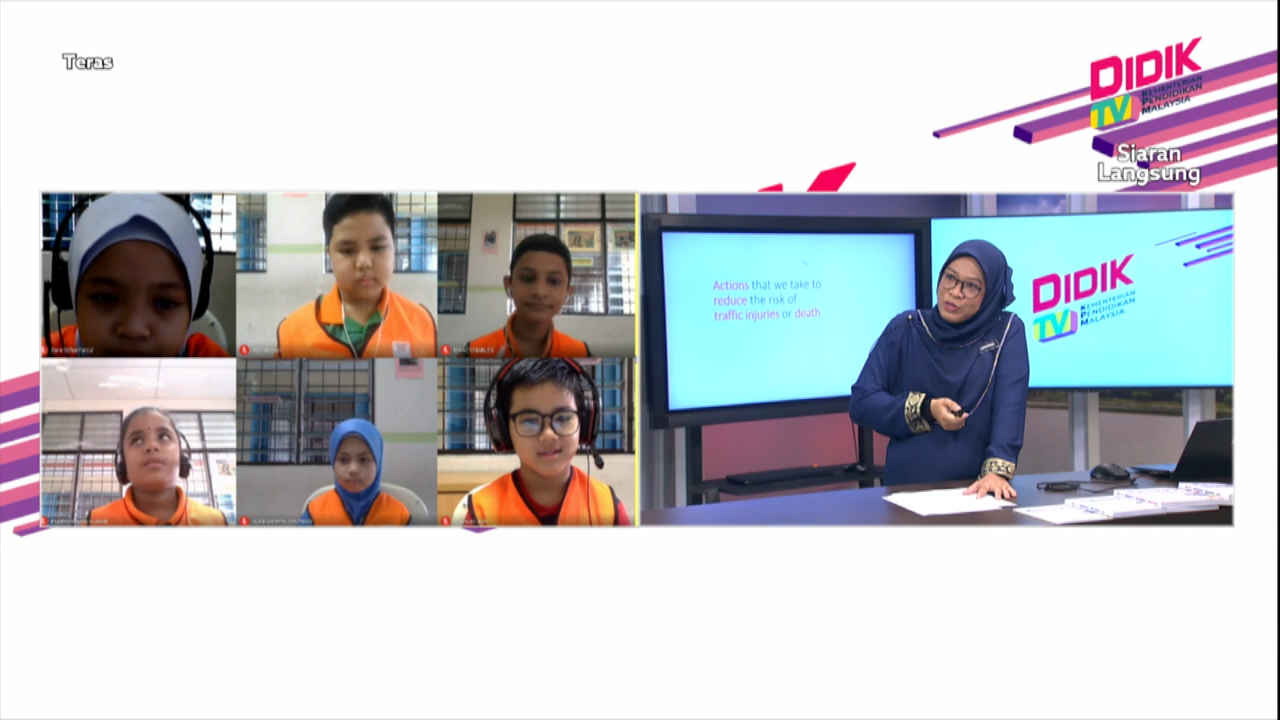 Teras
DIDIK
TV
KEMENTERIAN
PENDIDIKAN
MALAYSIA
Siaran
Langsung
Actions that we take to
reduce the risk of
traffic injuries or death
DIDIK
TV
KEMENTERIAN
PENDIDIKAN
MALAYSIA